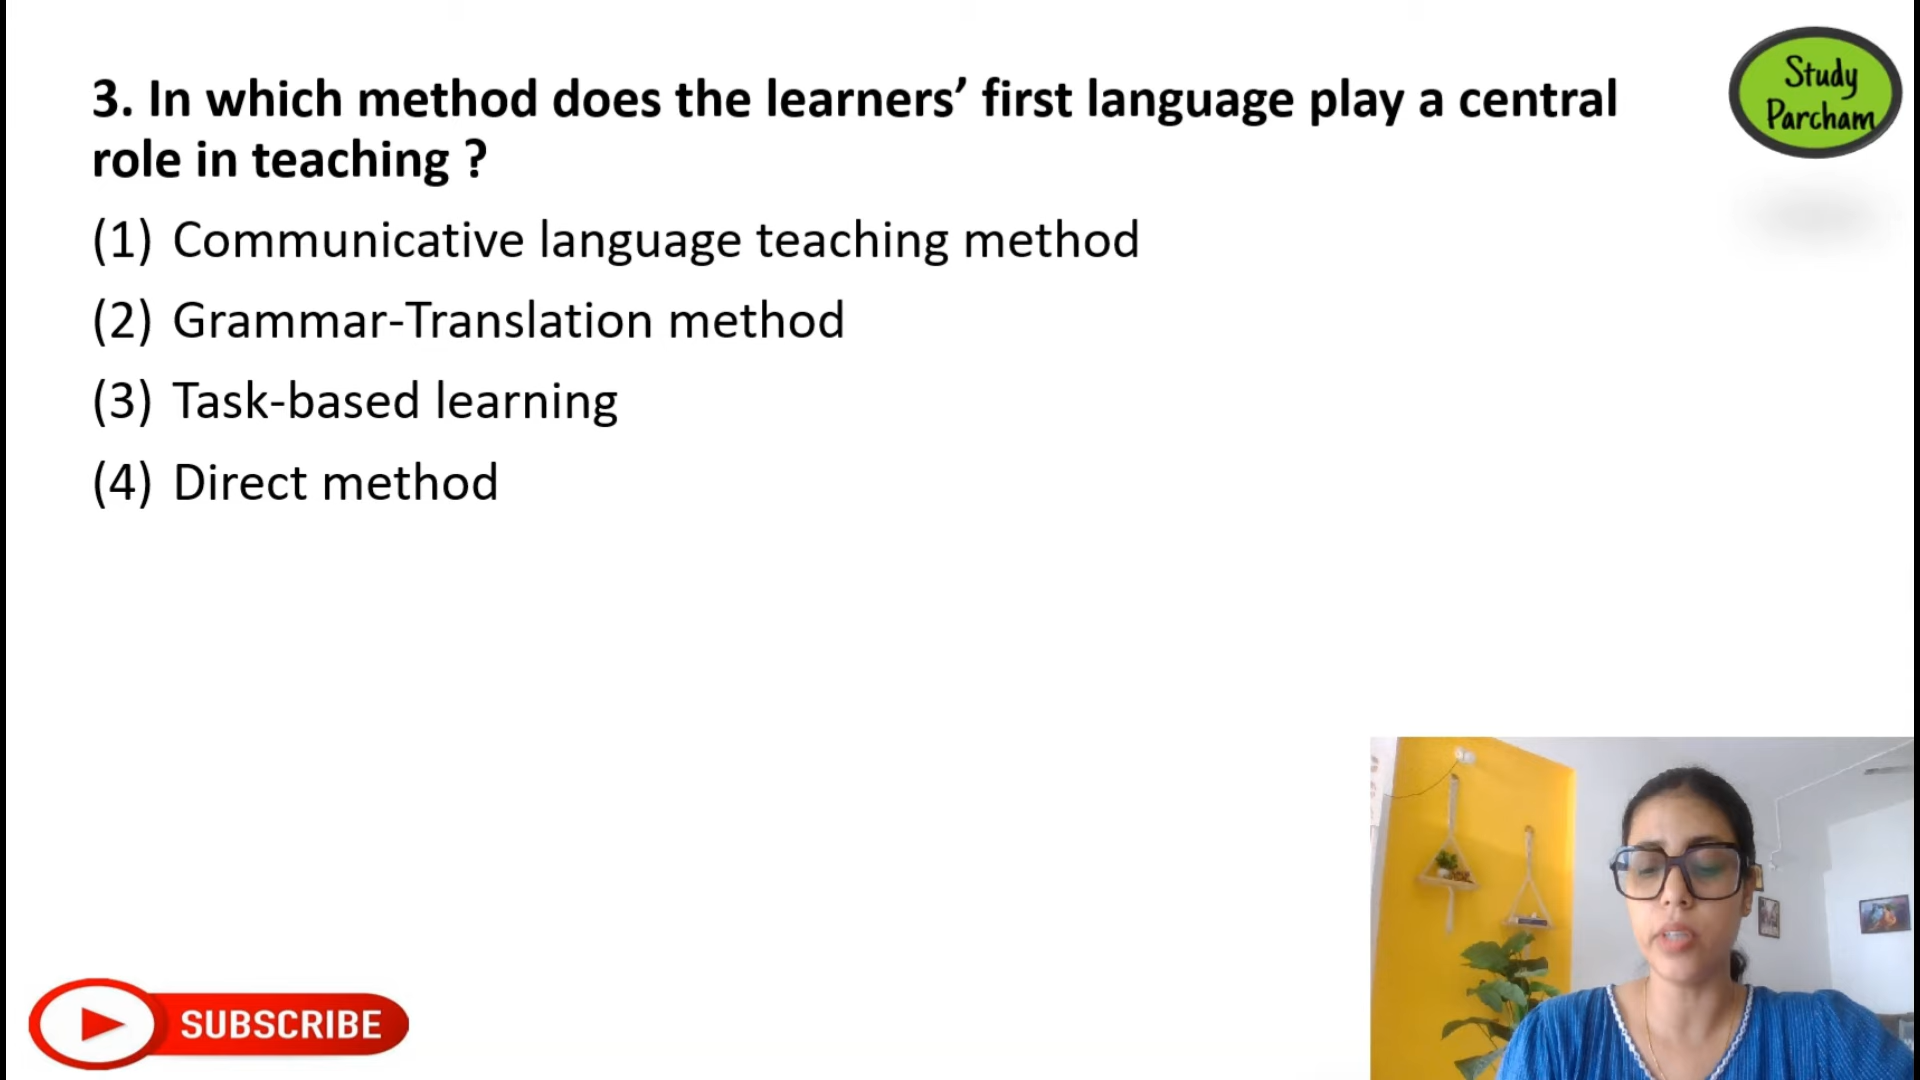 3. In which method does the learners’ first language play a central
role in teaching ?
(1) Communicative language teaching method
(2) Grammar-Translation method
(3) Task-based learning
(4) Direct method
Study
Parcham
SUBSCRIBE